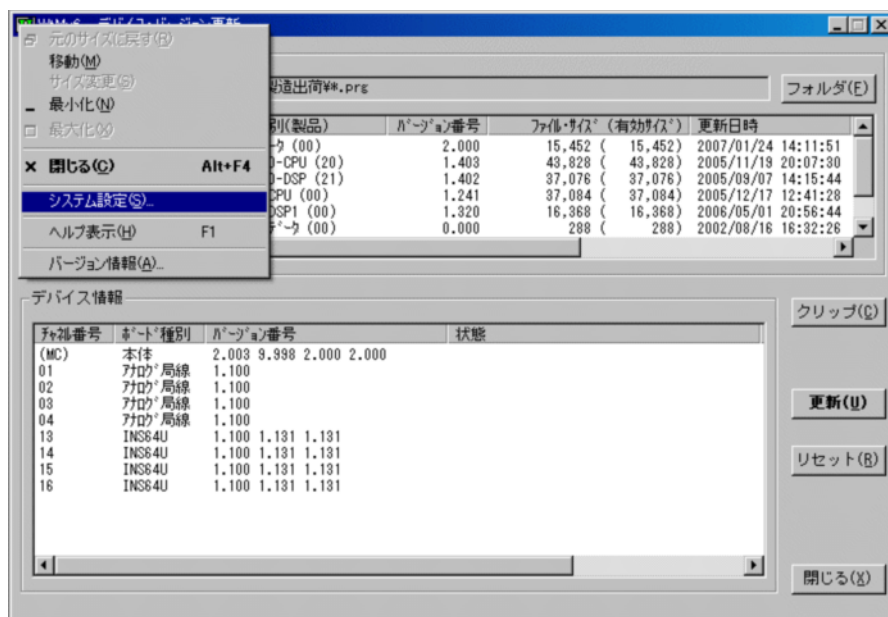 デバイス・バージョン更新
元のサイズに戻す(R)
移動(M)
サイズ変更(S)
最小化(N)
最大化(X)
閉じる(C) Alt+F4
システム設定(S)...
ヘルプ表示(H) F1
バージョン情報(A)...
製造出荷¥*.prg
フォルダ(F)
別(製品) バージョン番号 ファイル・サイズ (有効サイズ) 更新日時
ータ (00) 2.000 15,452 ( 15,452) 2007/01/24 14:11:51
-CPU (20) 1.403 43,828 ( 43,828) 2005/11/19 20:07:30
-DSP (21) 1.402 37,076 ( 37,076) 2005/09/07 14:15:44
CPU (00) 1.241 37,084 ( 37,084) 2005/12/17 12:41:28
DSP1 (00) 1.320 16,368 ( 16,368) 2006/05/01 20:56:44
データ (00) 0.000 288 ( 288) 2002/08/16 16:32:26
デバイス情報
チャネル番号 ボード種別 バージョン番号 状態
(MC) 本体 2.003 9.998 2.000 2.000
01 アナログ局線 1.100
02 アナログ局線 1.100
03 アナログ局線 1.100
04 アナログ局線 1.100
13 INS64U 1.100 1.131 1.131
14 INS64U 1.100 1.131 1.131
15 INS64U 1.100 1.131 1.131
16 INS64U 1.100 1.131 1.131
クリップ(C)
更新(U)
リセット(R)
閉じる(X)